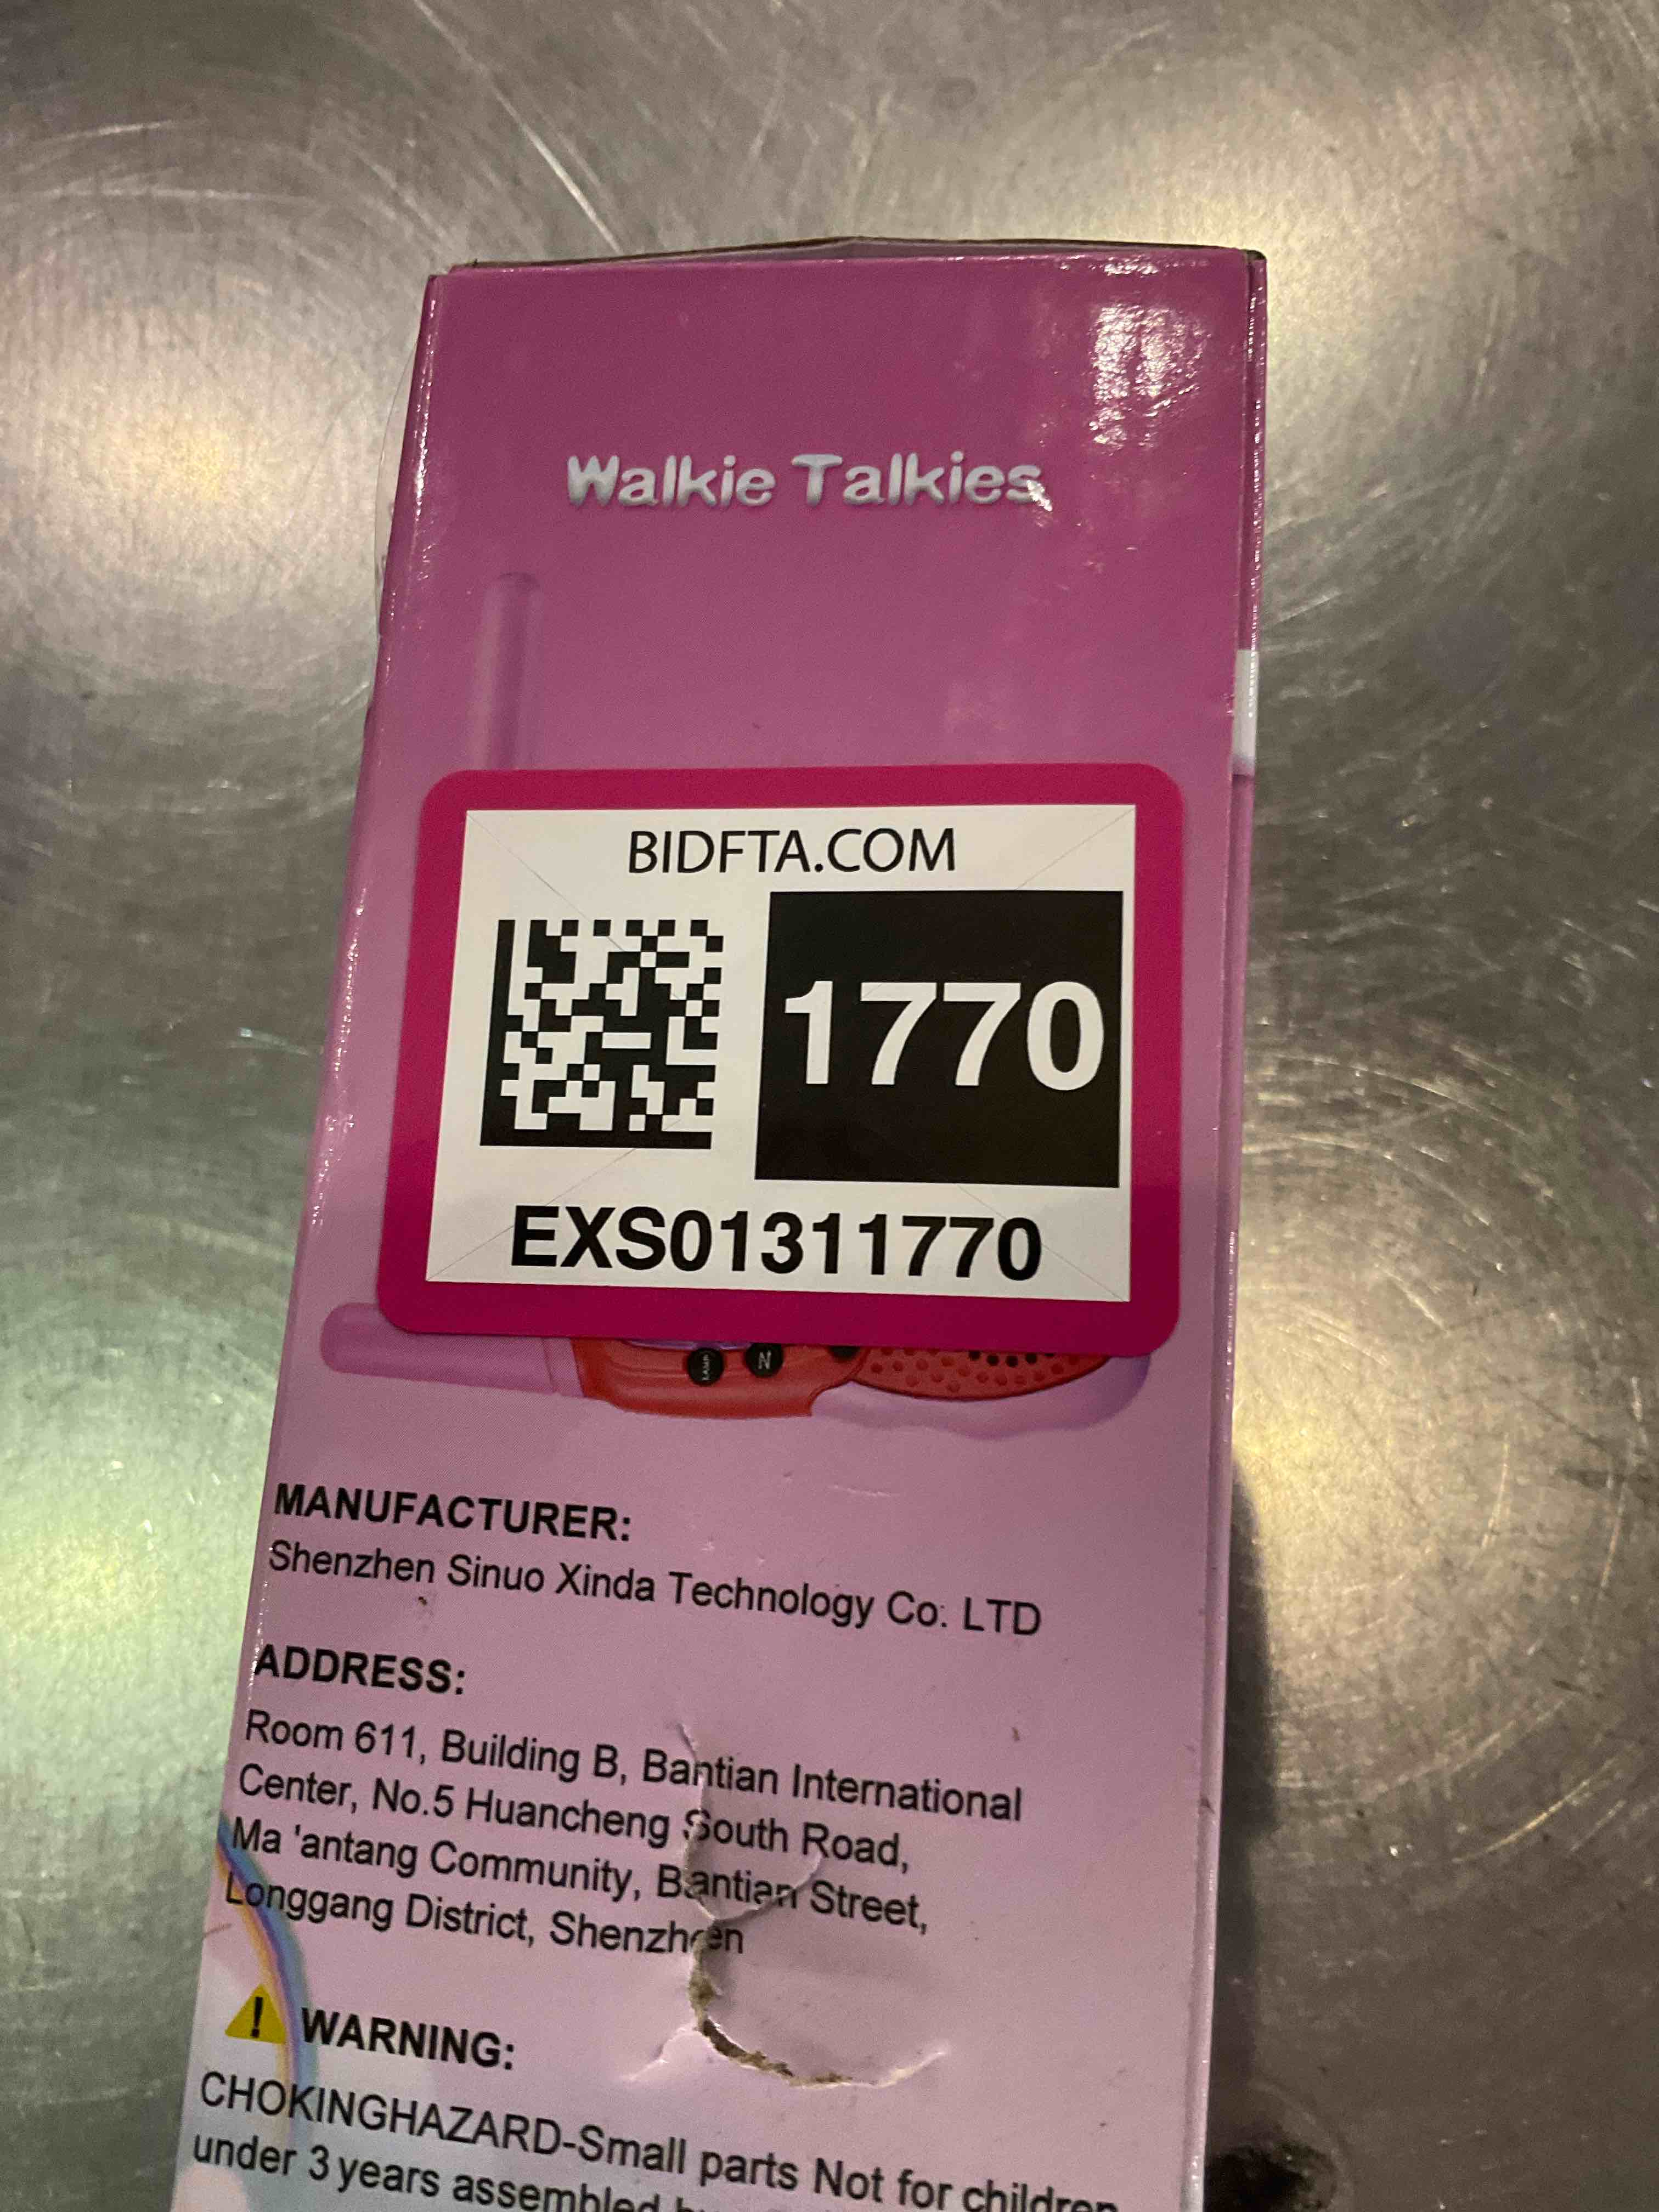 Walkie Talkies
BIDFTA.COM
1770
EXS01311770
LAMP N
MANUFACTURER:
Shenzhen Sinuo Xinda Technology Co. LTD
ADDRESS:
Room 611, Building B, Bantian International
Center, No.5 Huancheng South Road,
Ma 'antang Community, Bantian Street,
Longgang District, Shenzhen
WARNING:
CHOKINGHAZARD-Small parts Not for children
under 3 years assembled